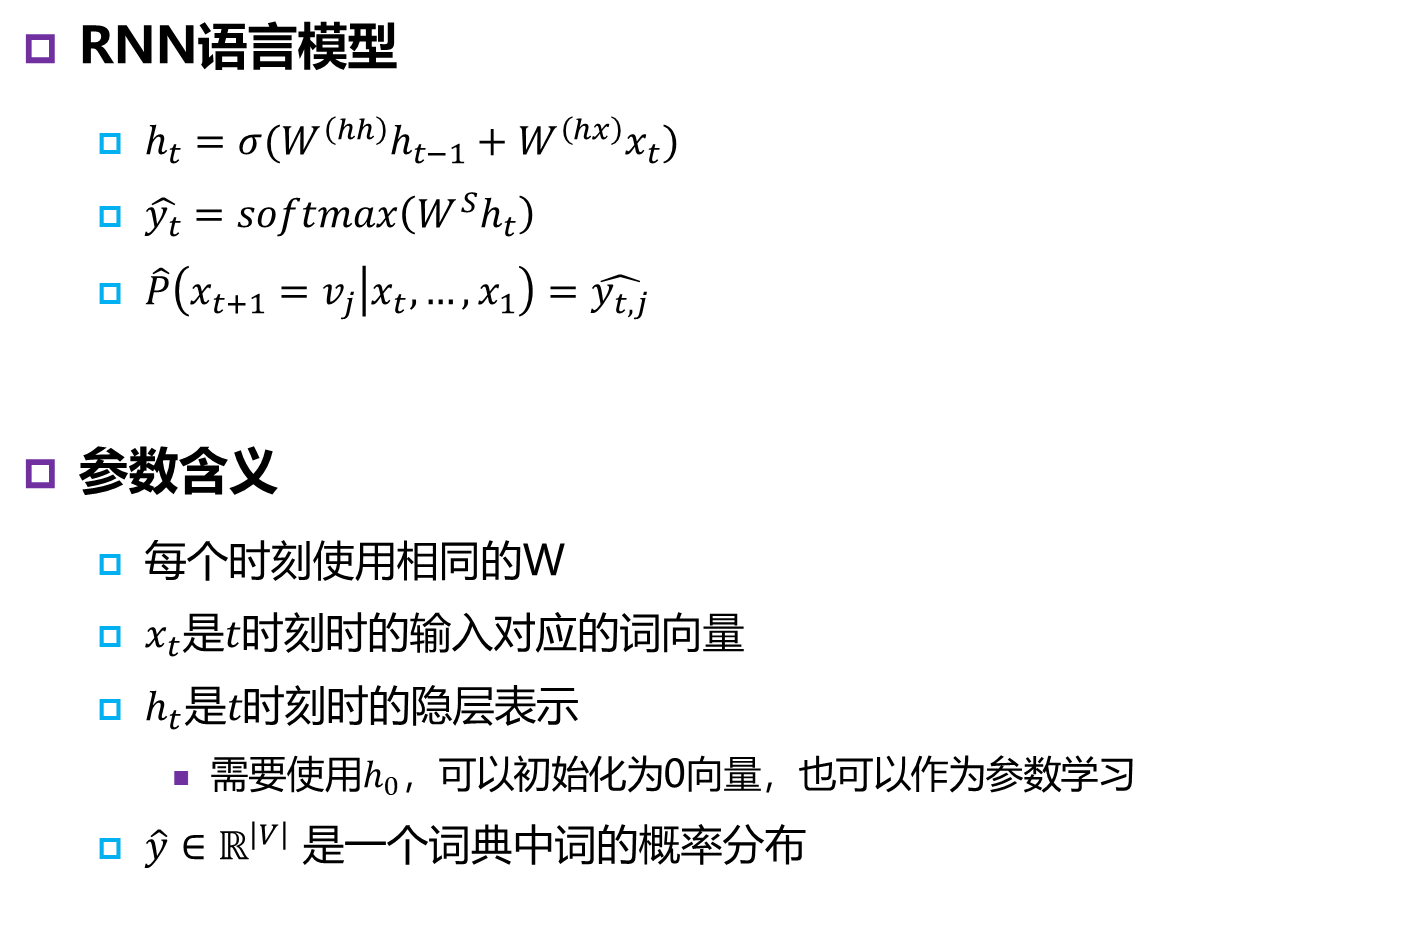 RNN语言模型
h_t = σ(W^(hh) h_{t−1} + W^(hx) x_t)
ŷ_t = softmax(W^S h_t)
P̂(x_{t+1} = v_j | x_t, … , x_1) = ŷ_{t,j}
参数含义
每个时刻使用相同的W
x_t是t时刻时的输入对应的词向量
h_t是t时刻时的隐层表示
需要使用h_0，可以初始化为0向量，也可以作为参数学习
ŷ ∈ ℝ^|V| 是一个词典中词的概率分布